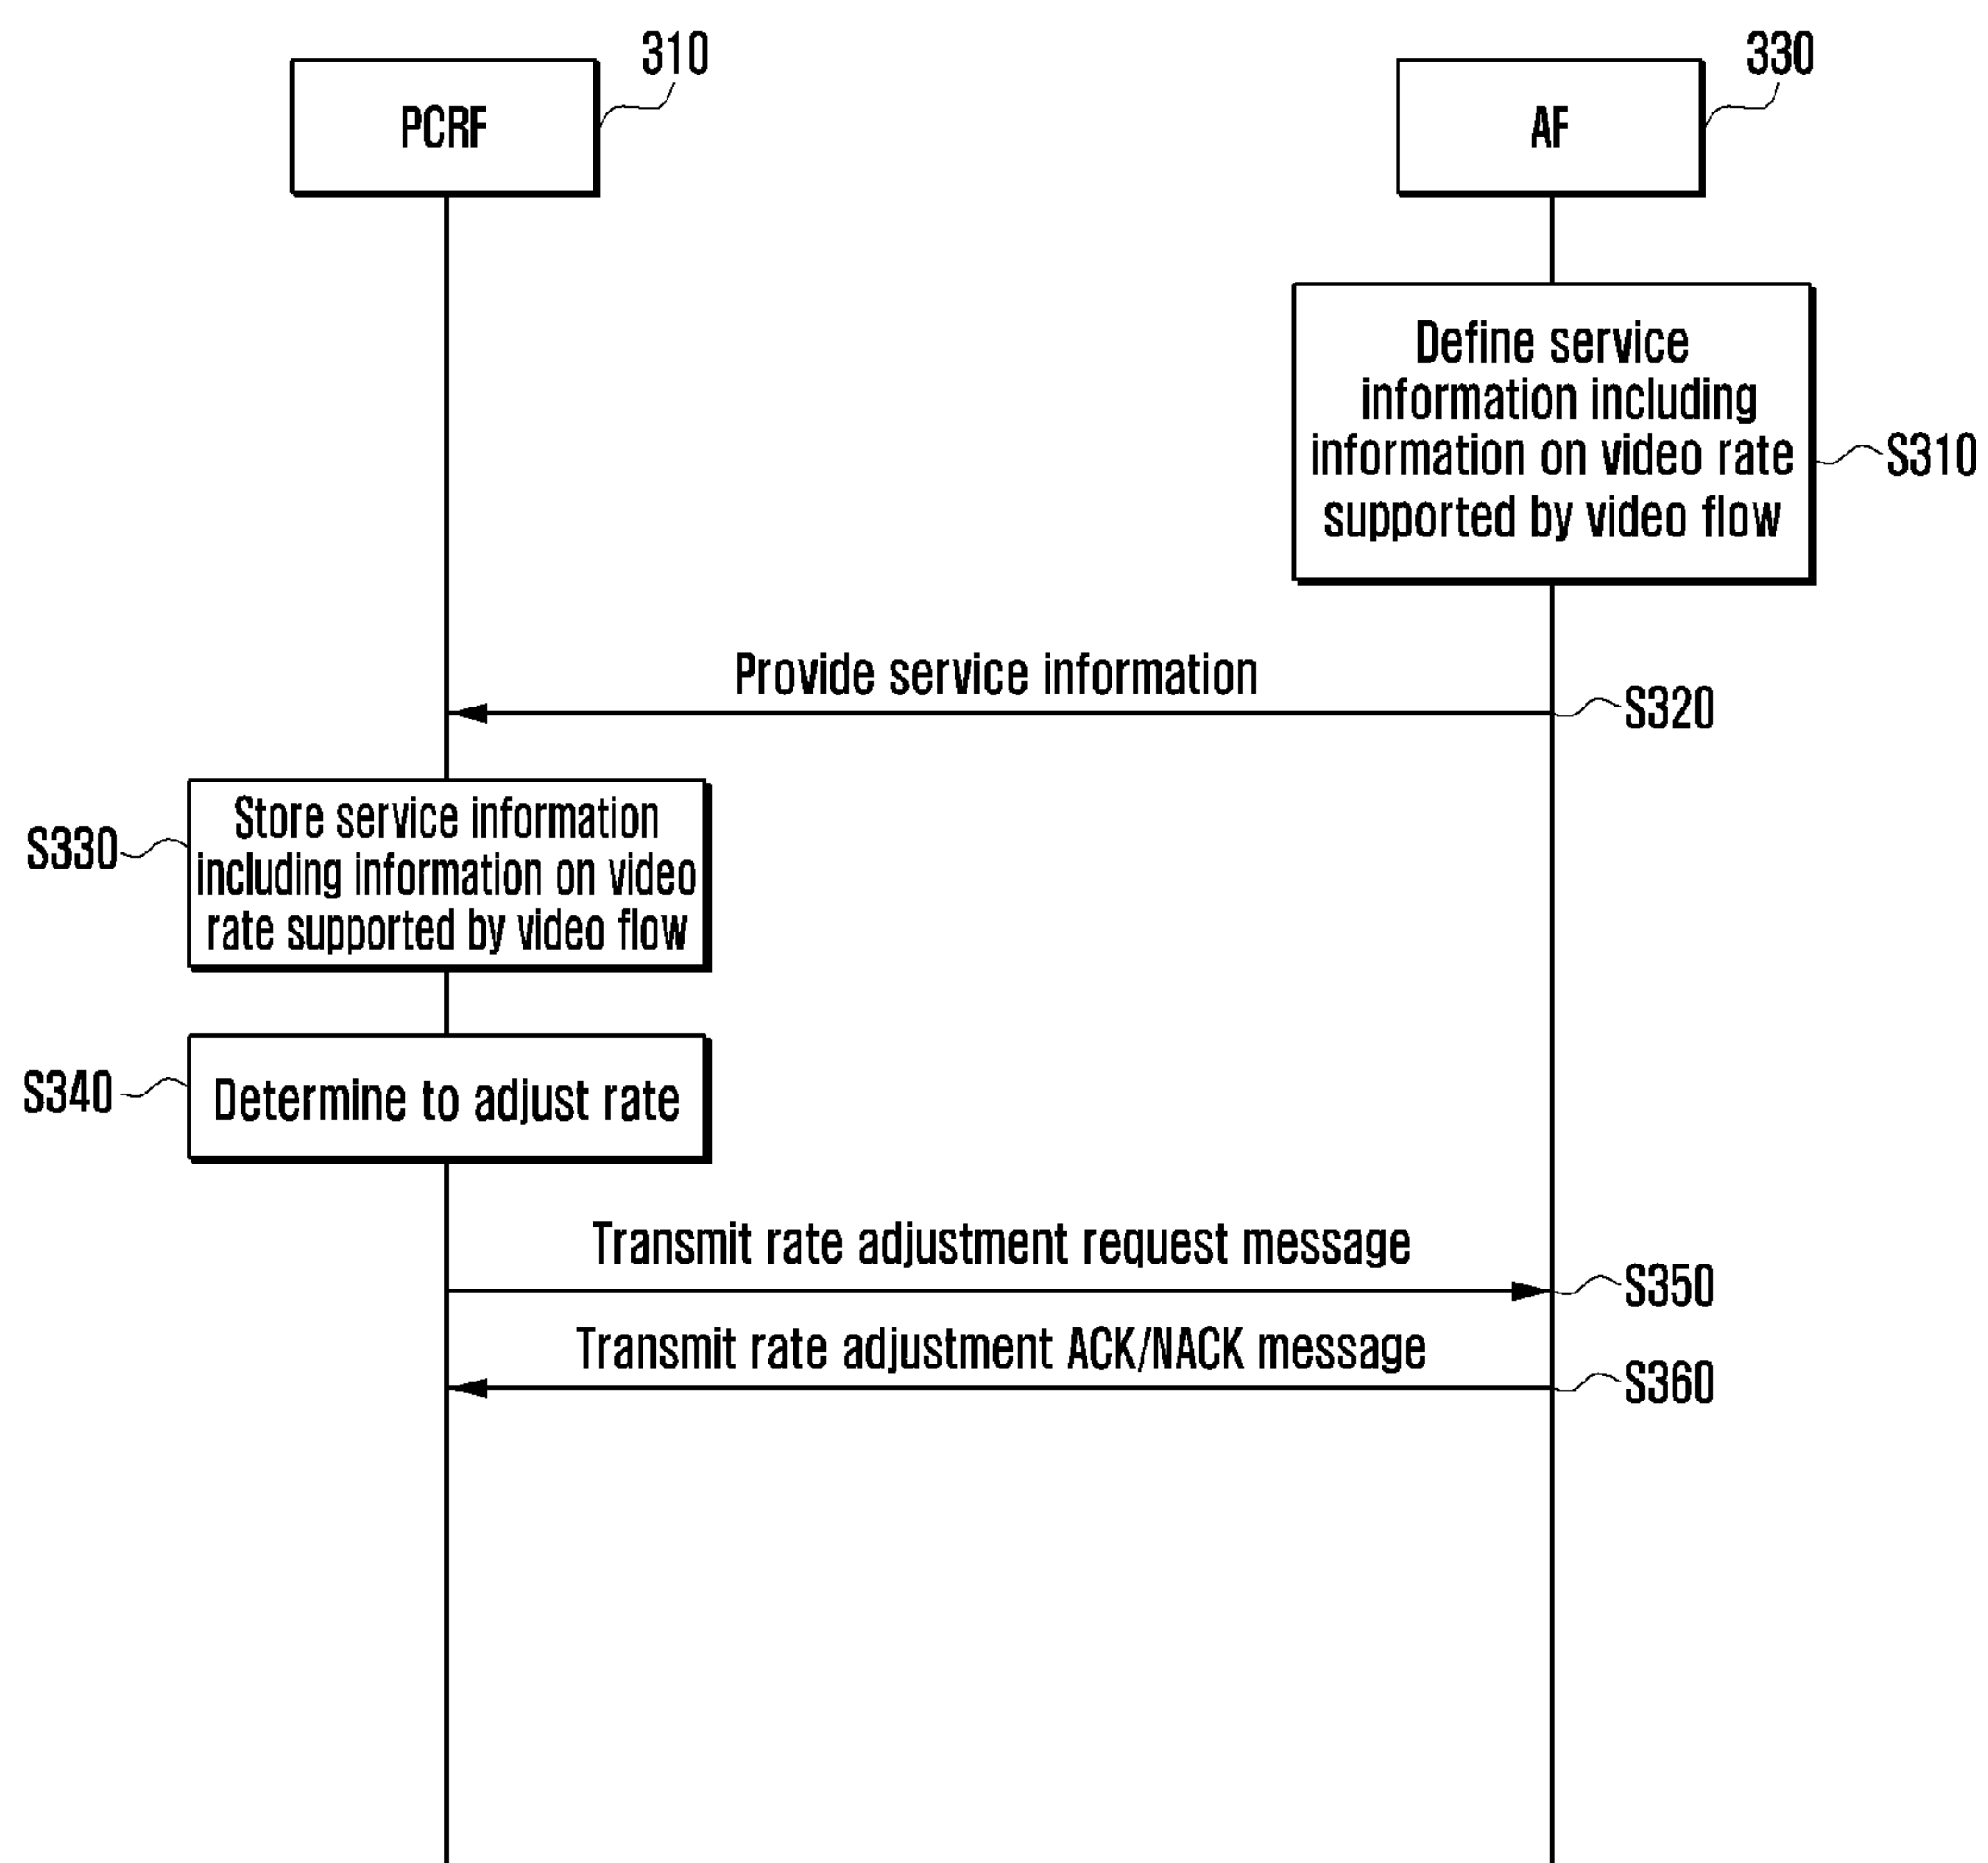 310
330
PCRF
AF
Define service
information including
information on video rate
supported by video flow
S310
Provide service information
S320
Store service information
including information on video
rate supported by video flow
S330
Determine to adjust rate
S340
Transmit rate adjustment request message
S350
Transmit rate adjustment ACK/NACK message
S360